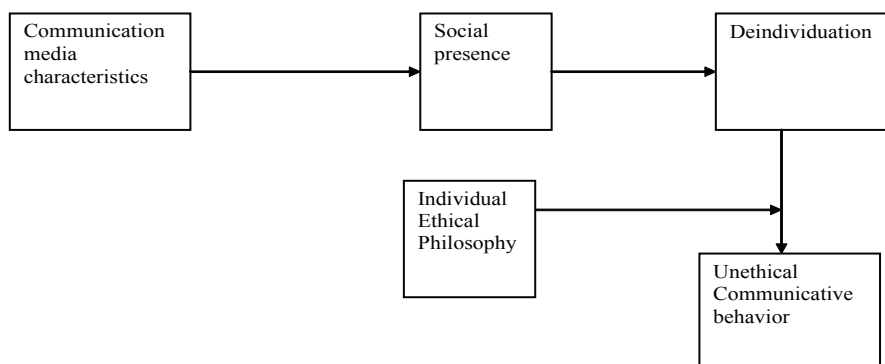 Communication
media
characteristics
Social
presence
Deindividuation
Individual
Ethical
Philosophy
Unethical
Communicative
behavior